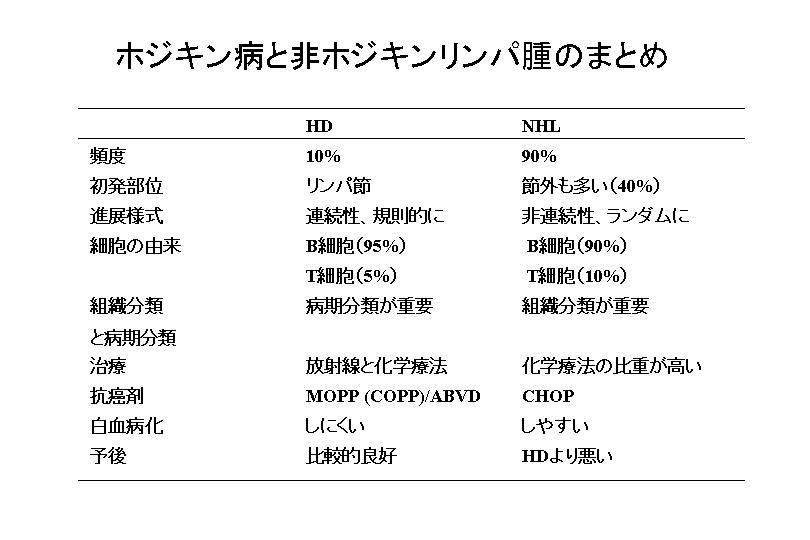 ホジキン病と非ホジキンリンパ腫のまとめ
HD NHL
頻度 10% 90%
初発部位 リンパ節 節外も多い（40%）
進展様式 連続性、規則的に 非連続性、ランダムに
細胞の由来 B細胞（95%） B細胞（90%）
T細胞（5%） T細胞（10%）
組織分類 病期分類が重要 組織分類が重要
と病期分類
治療 放射線と化学療法 化学療法の比重が高い
抗癌剤 MOPP (COPP)/ABVD CHOP
白血病化 しにくい しやすい
予後 比較的良好 HDより悪い